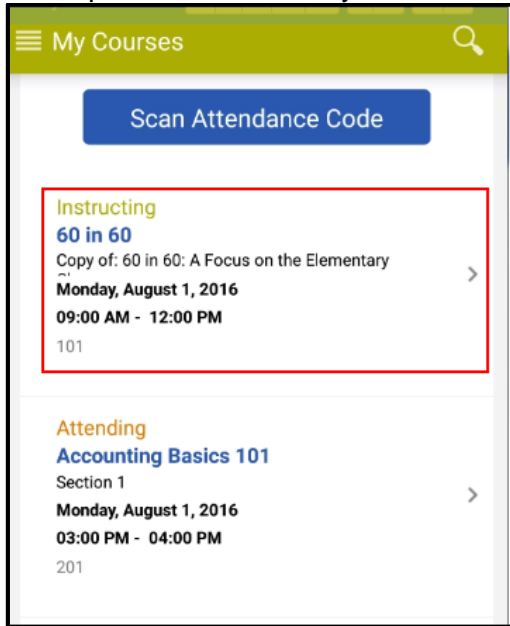 My Courses
Scan Attendance Code
Instructing
60 in 60
Copy of: 60 in 60: A Focus on the Elementary
Monday, August 1, 2016
09:00 AM - 12:00 PM
101
Attending
Accounting Basics 101
Section 1
Monday, August 1, 2016
03:00 PM - 04:00 PM
201